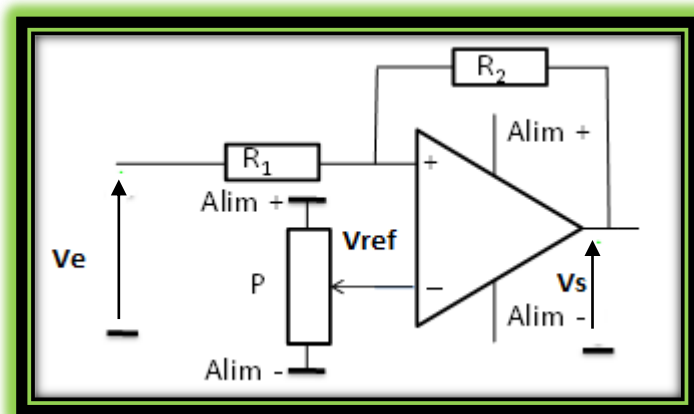 R2
Alim +
R1
+
Alim +
Vref
Ve
P
−
Vs
Alim -
Alim -